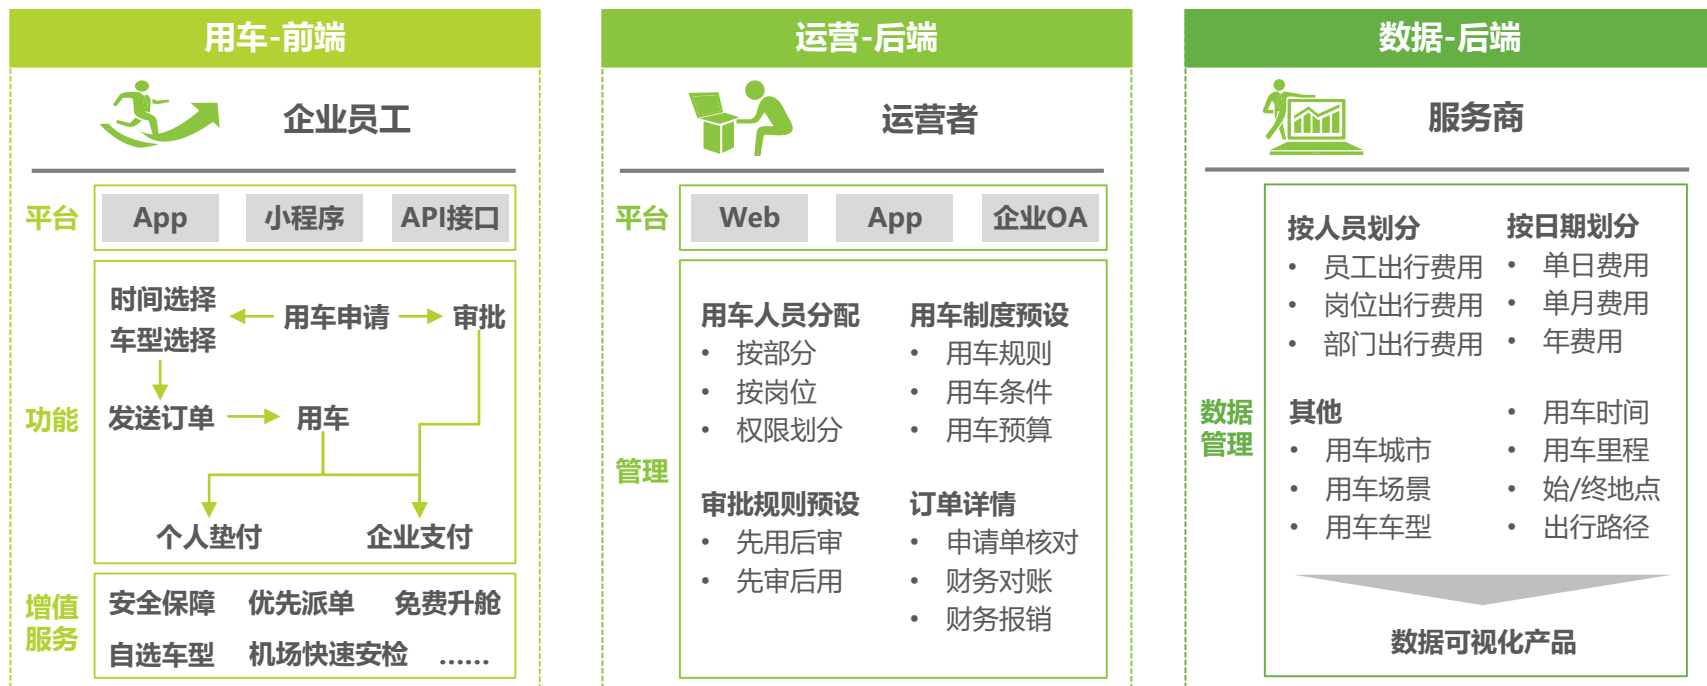 用车-前端
企业员工
平台
App
小程序
API接口
功能
时间选择
车型选择
用车申请
审批
发送订单
用车
个人垫付
企业支付
增值
服务
安全保障
优先派单
免费升舱
自选车型
机场快速安检
……
运营-后端
运营者
平台
Web
App
企业OA
管理
用车人员分配
• 按部分
• 按岗位
• 权限划分
用车制度预设
• 用车规则
• 用车条件
• 用车预算
审批规则预设
• 先用后审
• 先审后用
订单详情
• 申请单核对
• 财务对账
• 财务报销
数据-后端
服务商
数据
管理
按人员划分
• 员工出行费用
• 岗位出行费用
• 部门出行费用
按日期划分
• 单日费用
• 单月费用
• 年费用
其他
• 用车城市
• 用车场景
• 用车车型
• 用车时间
• 用车里程
• 始/终地点
• 出行路径
数据可视化产品